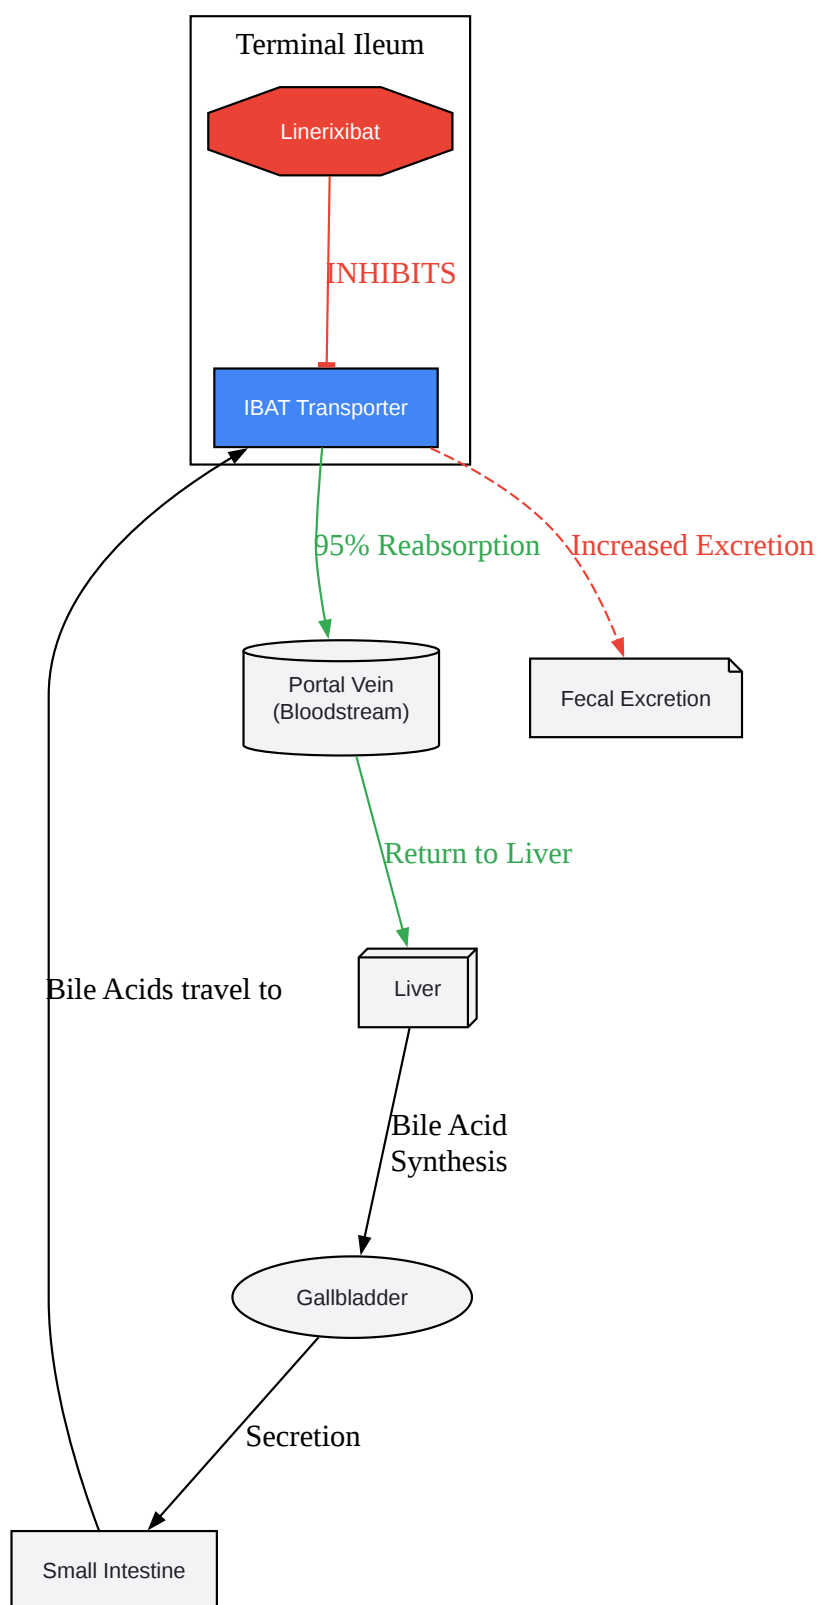 Terminal Ileum
Linerixibat
INHIBITS
IBAT Transporter
95% Reabsorption
Increased Excretion
Portal Vein
(Bloodstream)
Fecal Excretion
Return to Liver
Liver
Bile Acids travel to
Bile Acid
Synthesis
Gallbladder
Secretion
Small Intestine